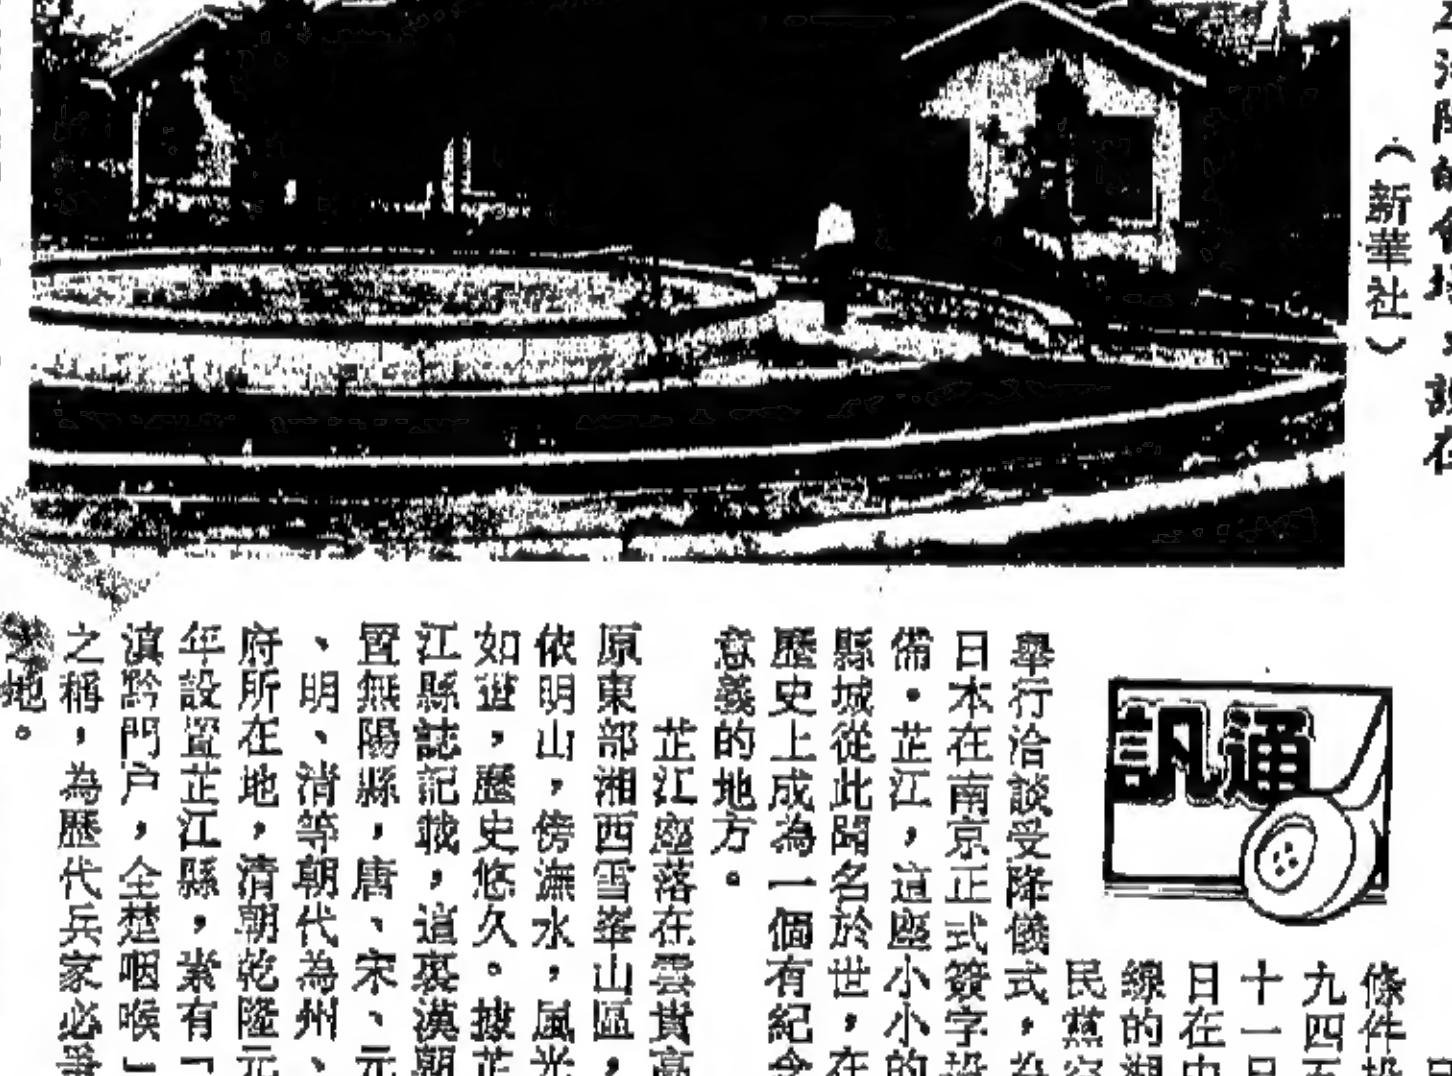 （新華社）
通訊
條件投
九四五
十一日
日在中
線的湖
民黨空
舉行洽談受降儀式，為
日本在南京正式簽字投
備。芷江，這座小小的
縣城從此聞名於世，在
歷史上成為一個有紀念
意義的地方。
芷江座落在雲貴高
原東部湘西雪峯山區，
依明山，傍潕水，風光
如遊，歷史悠久。據芷
江縣誌記載，這裏漢朝
置無陽縣，唐、宋、元
、明、清等朝代為州、
府所在地，清朝乾隆元
年設置芷江縣，素有「
滇黔門户，全楚咽喉」
之稱，為歷代兵家必爭
地。